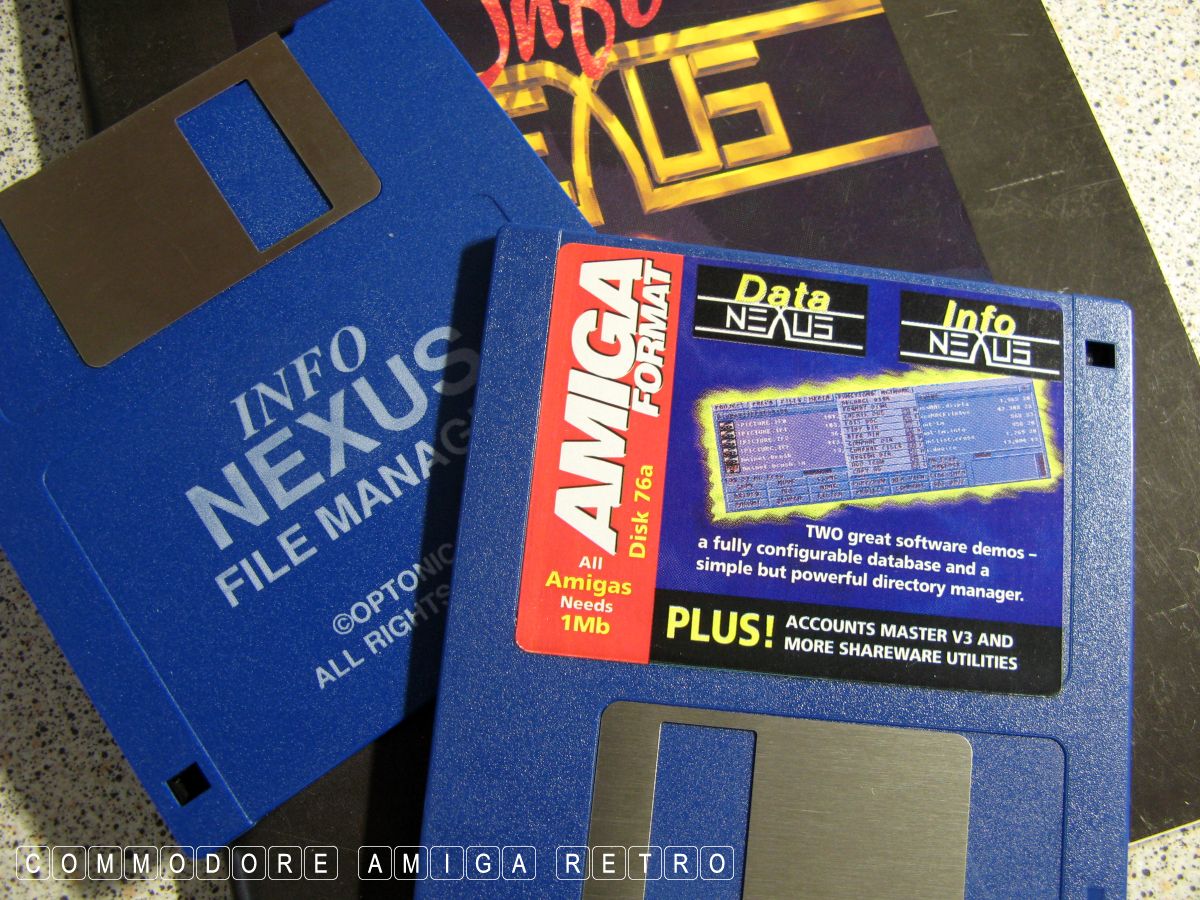 Info
NEXUS
INFO
NEXUS
FILE MANAG
©OPTONIC
ALL RIGHTS
AMIGA
FORMAT
Disk 76a
All
Amigas
Needs
1Mb
Data
NEXUS
Info
NEXUS
TWO great software demos –
a fully configurable database and a
simple but powerful directory manager.
PLUS!
ACCOUNTS MASTER V3 AND
MORE SHAREWARE UTILITIES
COMMODORE AMIGA RETRO